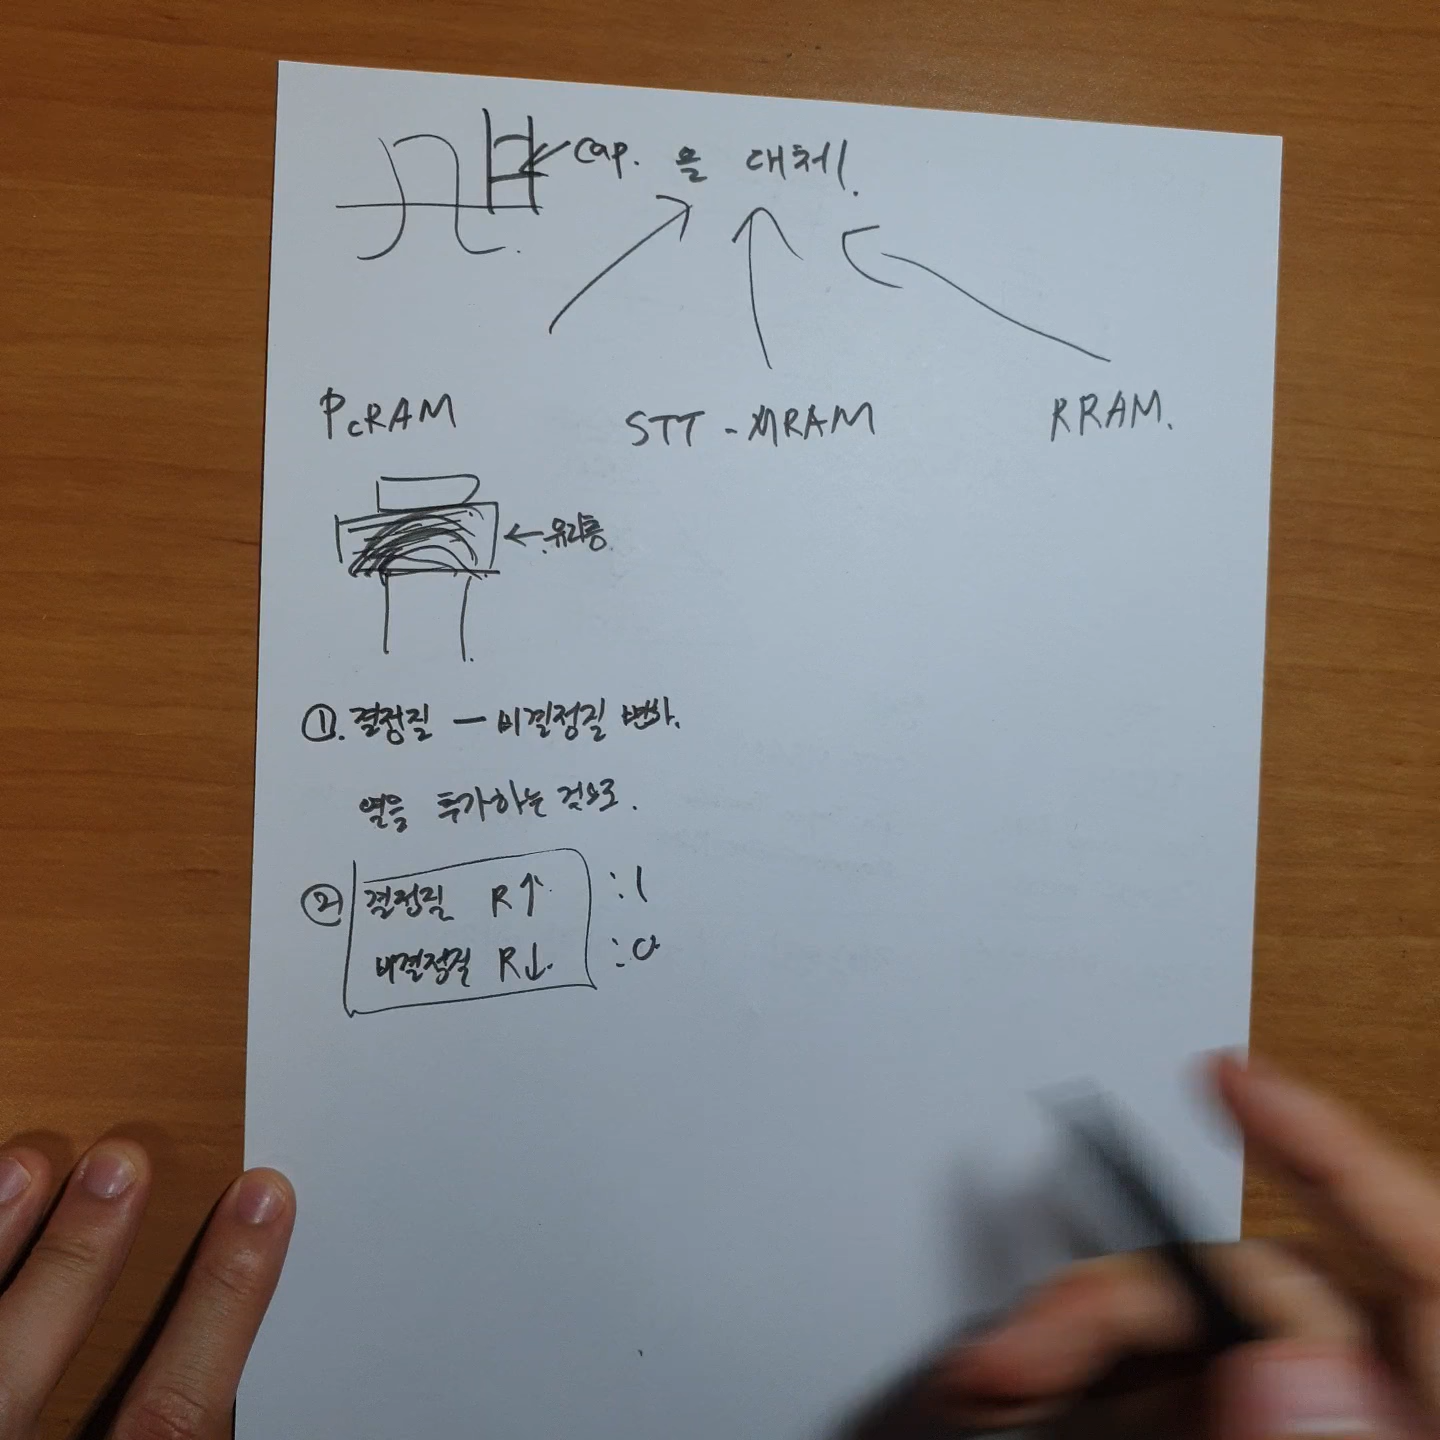 cap. 을 대체!
PcRAM
STT-MRAM
RRAM.
←유리통
①. 결정질 — 비결정질 변화.
열을 추가하는 것으로.
② 결정질 R↑ :1
비결정질 R↓. :0